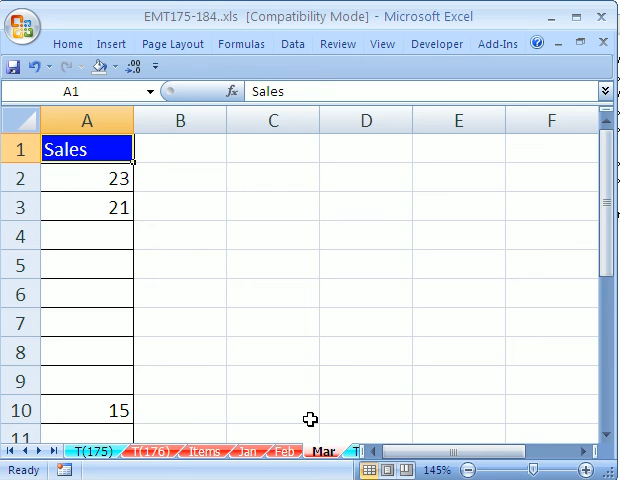 EMT175-184..xls [Compatibility Mode] - Microsoft Excel
Home Insert Page Layout Formulas Data Review View Developer Add-Ins
A1 fx Sales
A B C D E F
1 Sales
2 23
3 21
4
5
6
7
8
9
10 15
11
T(175) T(176) Items Jan Feb Mar T
Ready 145%